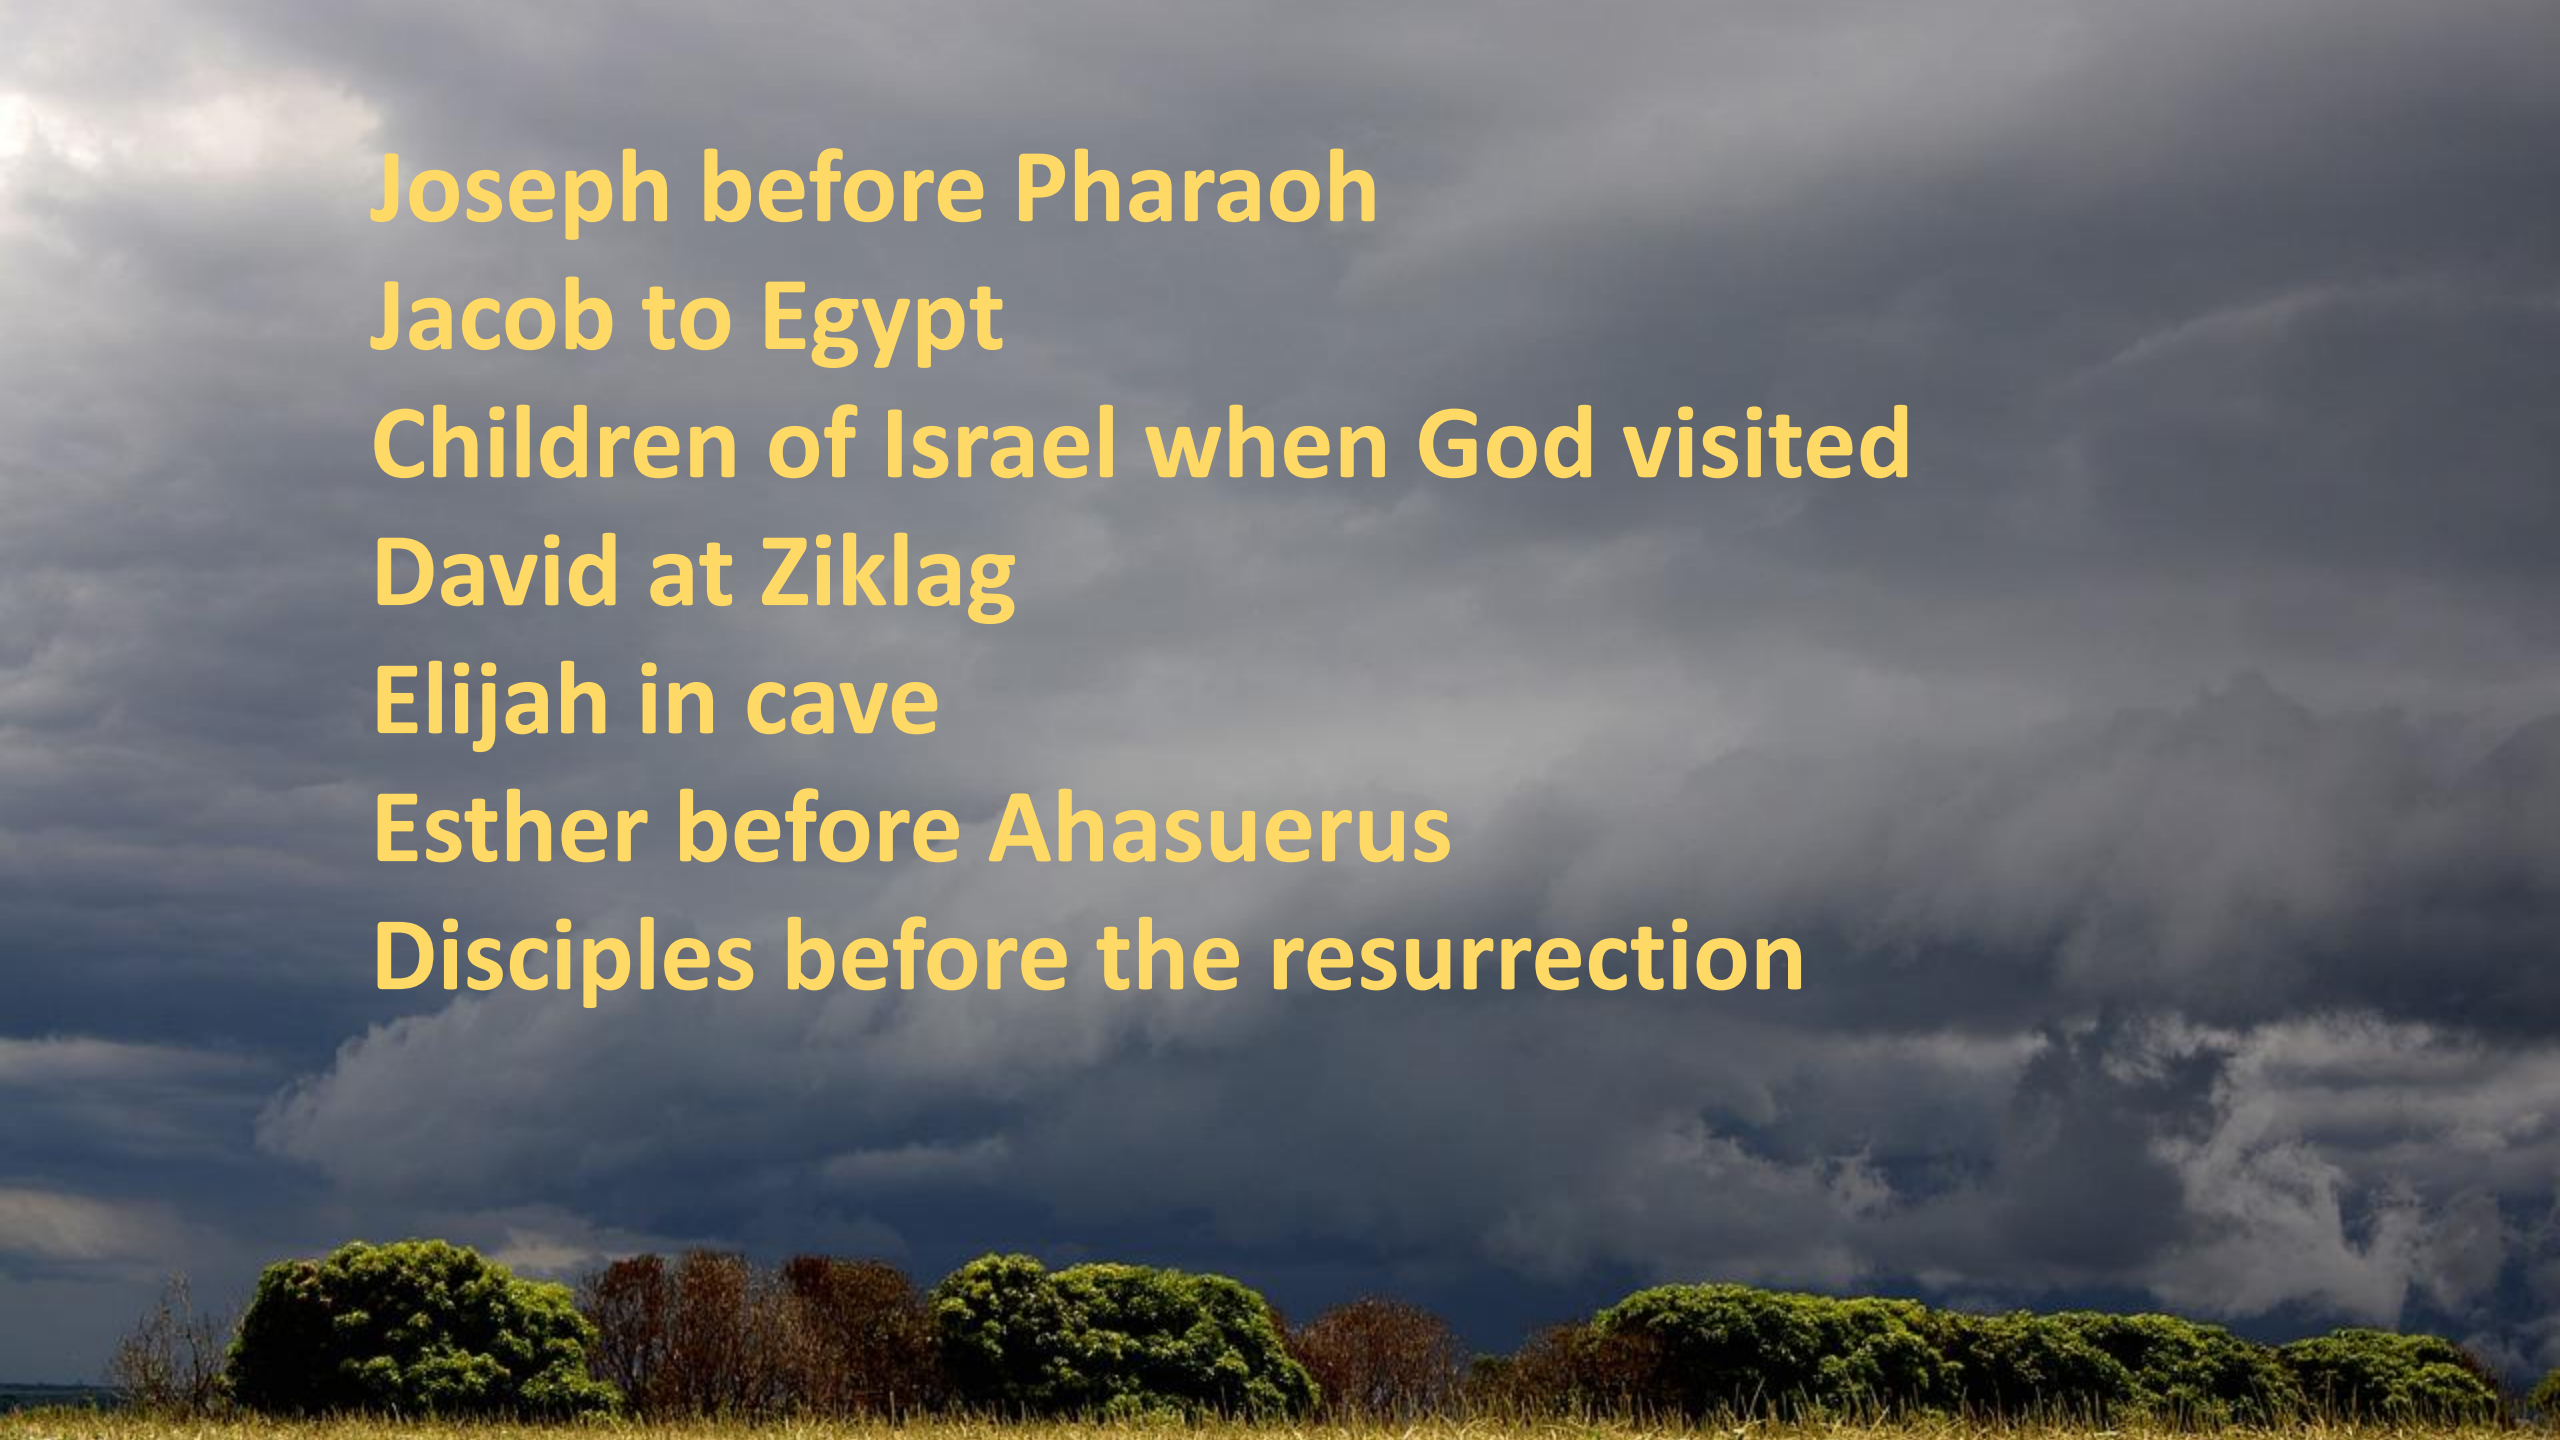 Joseph before Pharaoh
Jacob to Egypt
Children of Israel when God visited
David at Ziklag
Elijah in cave
Esther before Ahasuerus
Disciples before the resurrection